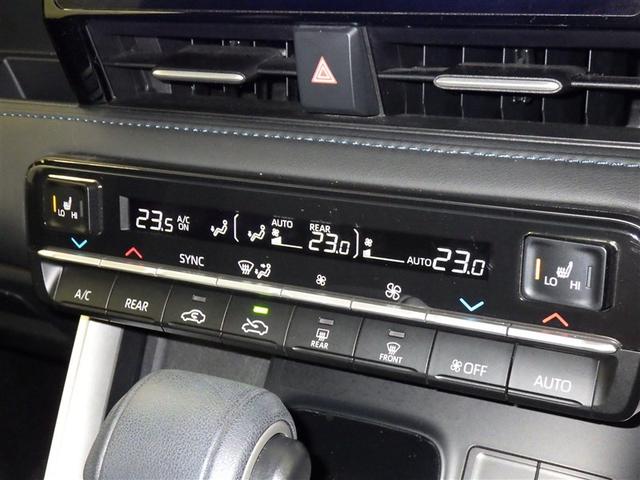 LO HI
23.5 A/C ON
AUTO REAR
23.0
AUTO 23.0
LO HI
SYNC
A/C
REAR
REAR
FRONT
OFF
AUTO